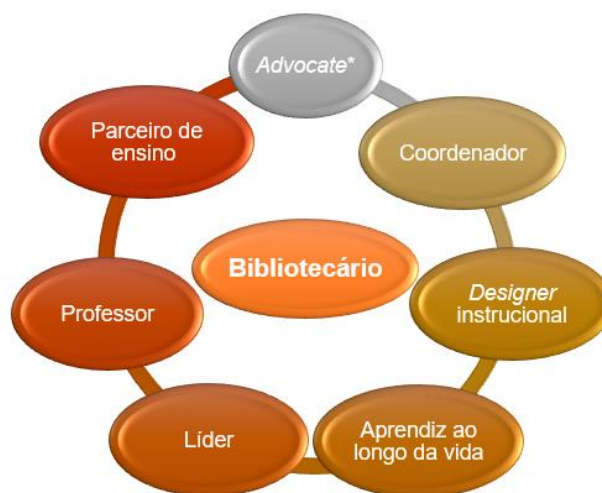 Advocate*
Coordenador
Designer
instrucional
Aprendiz ao
longo da vida
Líder
Professor
Parceiro de
ensino
Bibliotecário